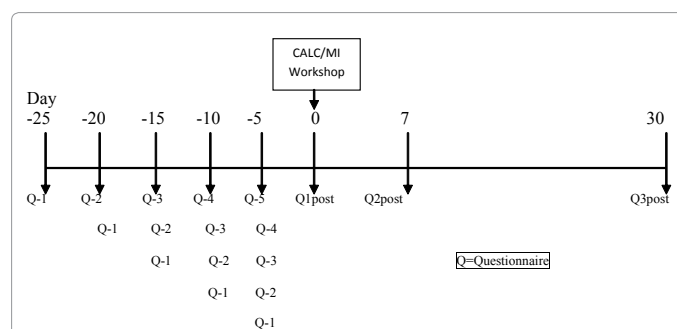 CALC/MI
Workshop
Day
-25 -20 -15 -10 -5 0 7 30
Q-1 Q-2 Q-3 Q-4 Q-5 Q1post Q2post Q3post
Q-1 Q-2 Q-3 Q-4
Q-1 Q-2 Q-3 Q=Questionnaire
Q-1 Q-2
Q-1